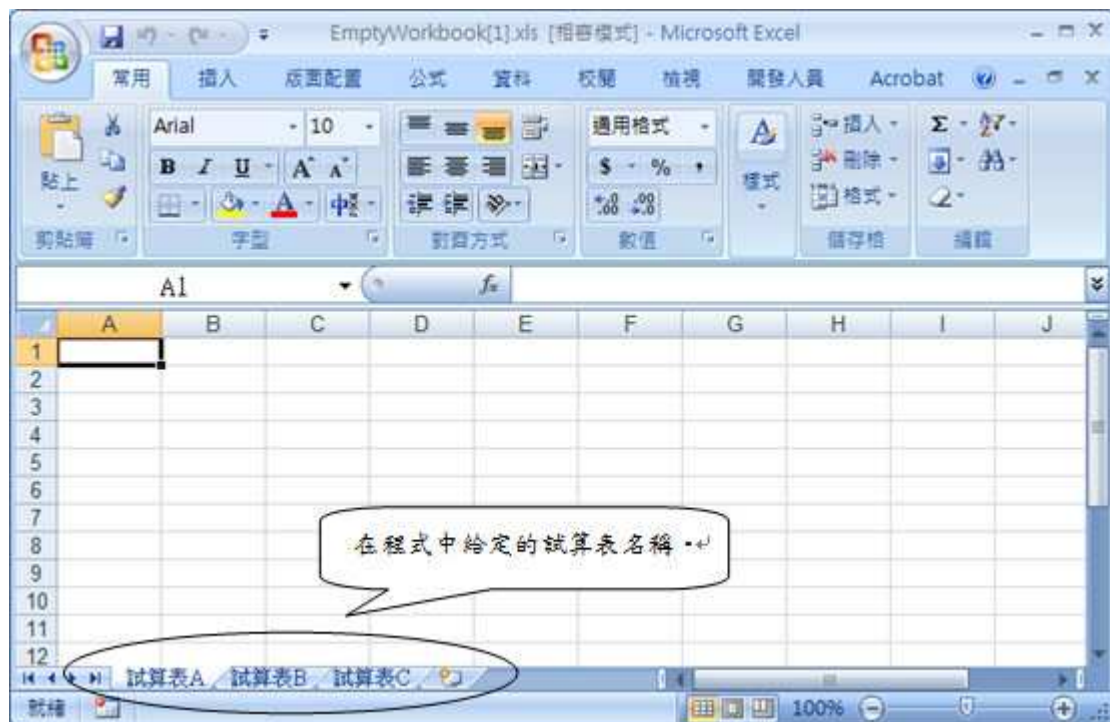 EmptyWorkbook[1].xls [相容模式] - Microsoft Excel
常用 插入 版面配置 公式 資料 校閱 檢視 開發人員 Acrobat
Arial 10 通用格式 插入 Σ
貼上 B I U A A $ % , 樣式 刪除
A 中 .00 .00 格式
剪貼簿 字型 對齊方式 數值 儲存格 編輯
A1 fx
A B C D E F G H I J
1
2
3
4
5
6
7
8
在程式中給定的試算表名稱。
9
10
11
12
試算表A 試算表B 試算表C
就緒 100%